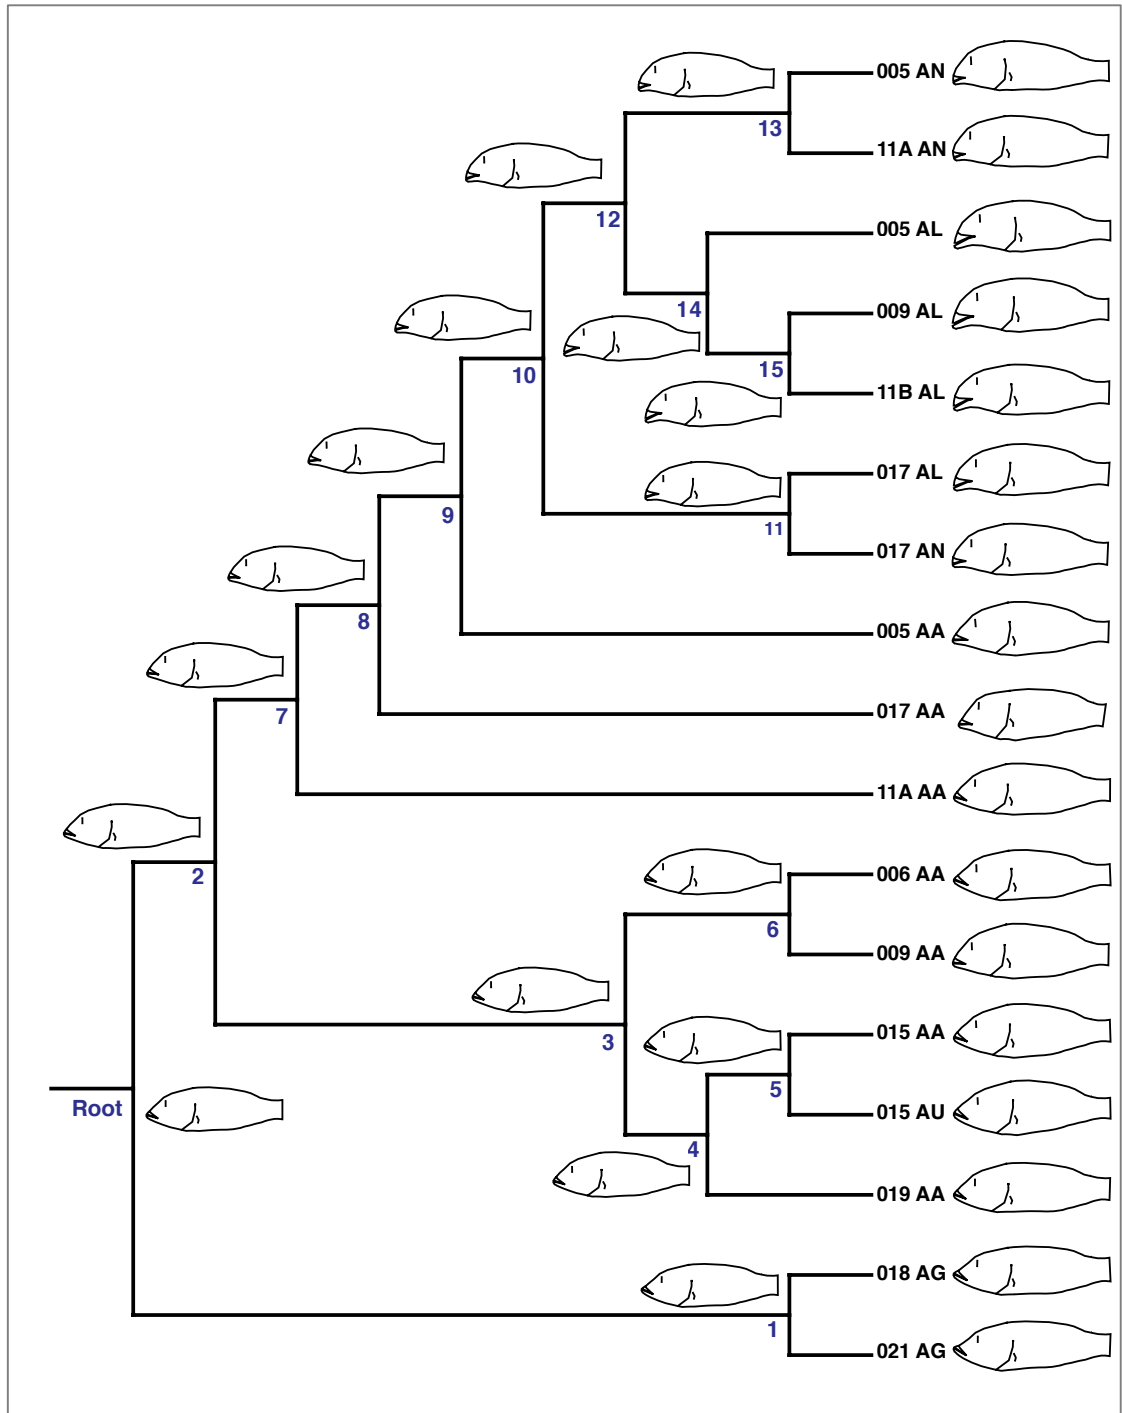 005 AN
13
11A AN
12
005 AL
14
009 AL
15
10
11B AL
017 AL
9
11
017 AN
8
005 AA
7
017 AA
11A AA
2
006 AA
6
009 AA
3
015 AA
5
Root
015 AU
4
019 AA
018 AG
1
021 AG